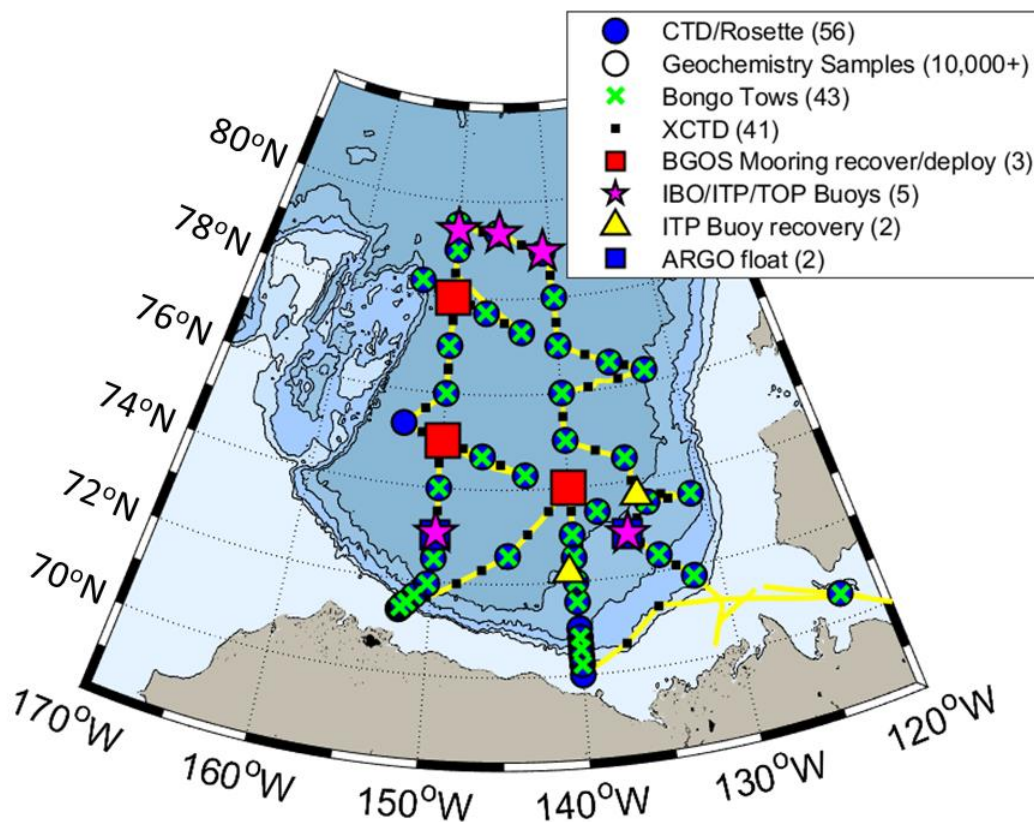 CTD/Rosette (56)
Geochemistry Samples (10,000+)
Bongo Tows (43)
XCTD (41)
BGOS Mooring recover/deploy (3)
IBO/ITP/TOP Buoys (5)
ITP Buoy recovery (2)
ARGO float (2)
80°N
78°N
76°N
74°N
72°N
70°N
170°W
160°W
150°W
140°W
130°W
120°W